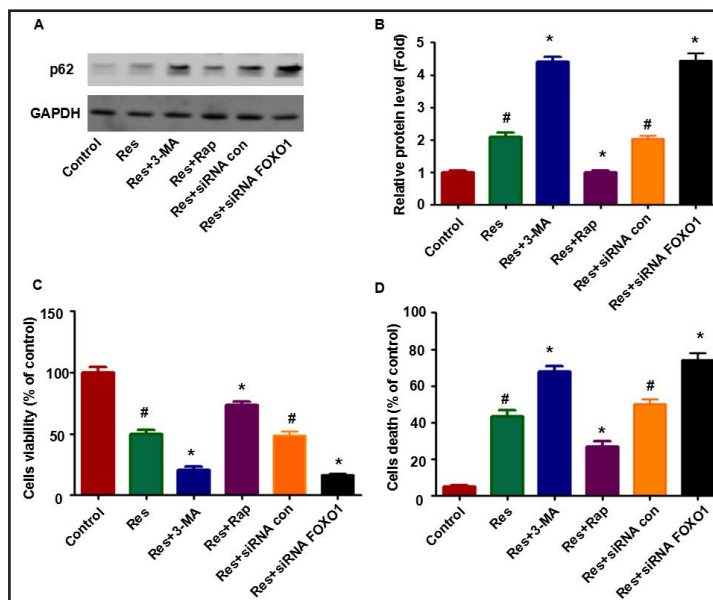 A
p62
GAPDH
Control
Res
Res+3-MA
Res+Rap
Res+siRNA con
Res+siRNA FOXO1
B
Relative protein level (Fold)
5
4
3
2
1
0
#
*
*
#
*
Control
Res
Res+3-MA
Res+Rap
Res+siRNA con
Res+siRNA FOXO1
C
Cells viability (% of control)
150
100
50
0
#
*
*
#
*
Control
Res
Res+3-MA
Res+Rap
Res+siRNA con
Res+siRNA FOXO1
D
Cells death (% of control)
100
80
60
40
20
0
#
*
*
#
*
Control
Res
Res+3-MA
Res+Rap
Res+siRNA con
Res+siRNA FOXO1